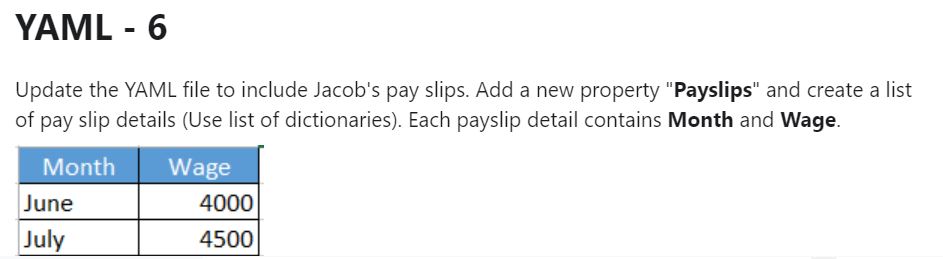 YAML - 6
Update the YAML file to include Jacob's pay slips. Add a new property "Payslips" and create a list
of pay slip details (Use list of dictionaries). Each payslip detail contains Month and Wage.
Month Wage
June 4000
July 4500